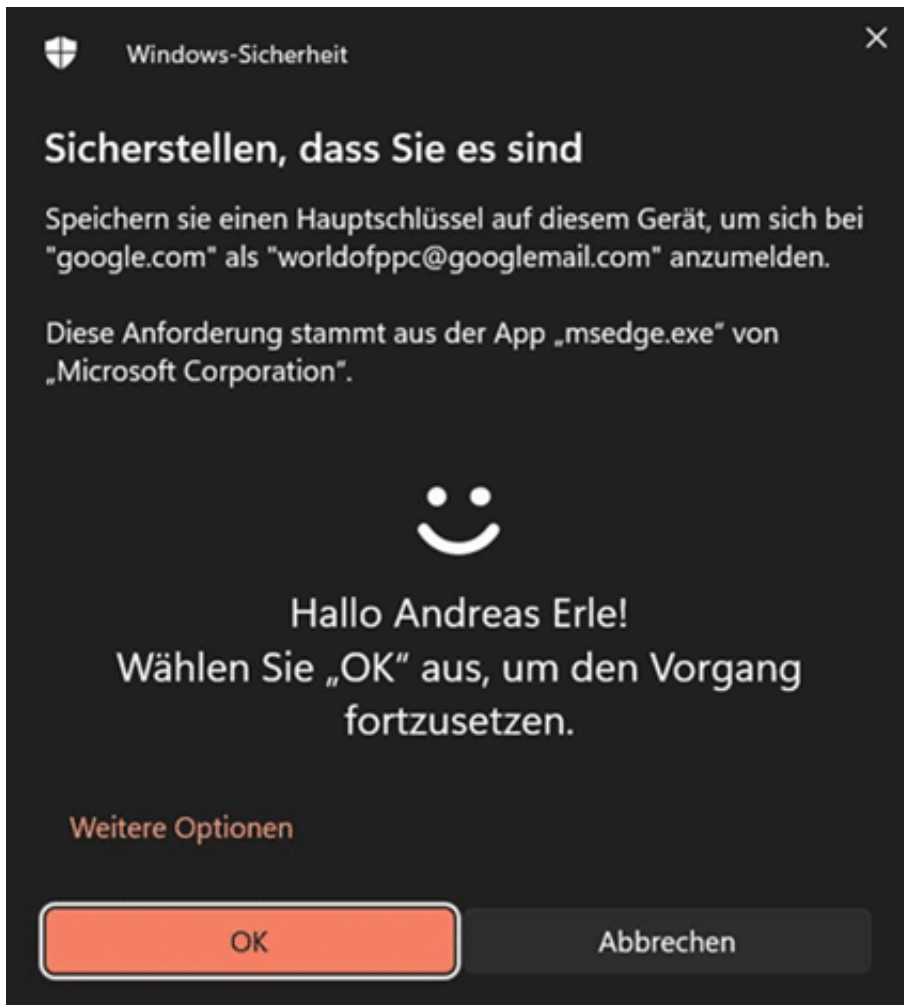 Windows-Sicherheit
Sicherstellen, dass Sie es sind
Speichern sie einen Hauptschlüssel auf diesem Gerät, um sich bei
"google.com" als "worldofppc@googlemail.com" anzumelden.
Diese Anforderung stammt aus der App „msedge.exe“ von
„Microsoft Corporation“.
Hallo Andreas Erle!
Wählen Sie „OK“ aus, um den Vorgang
fortzusetzen.
Weitere Optionen
OK
Abbrechen